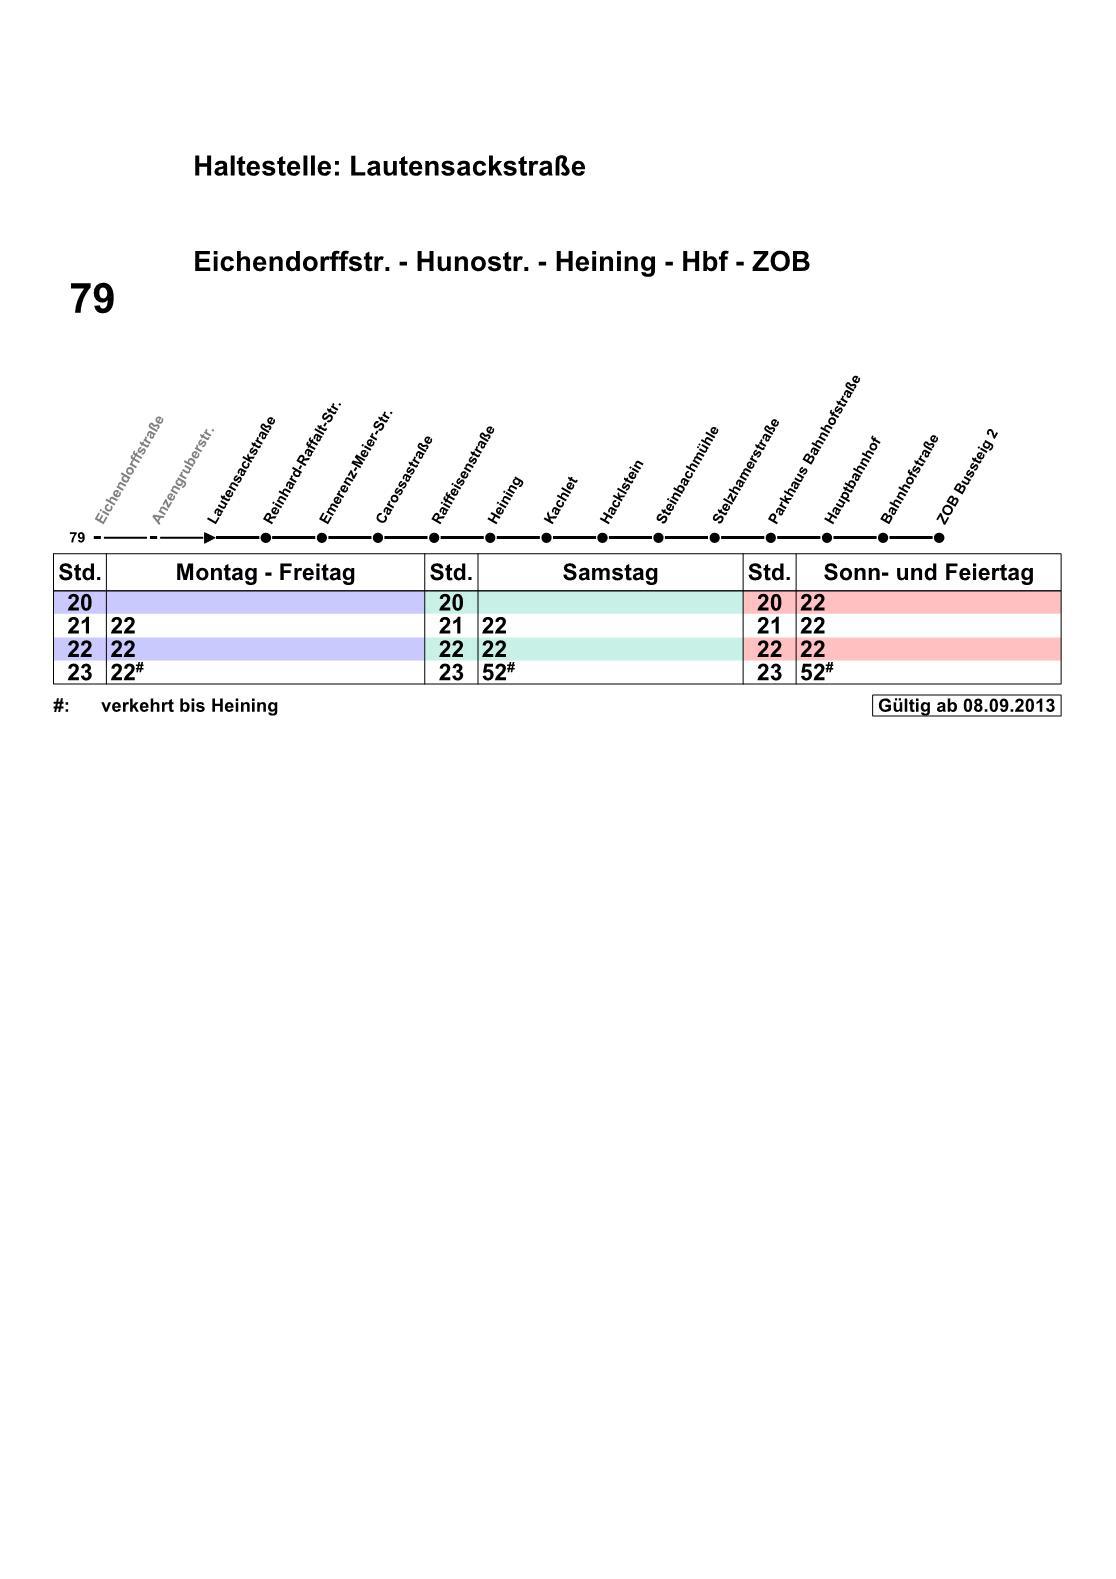 Haltestelle: Lautensackstraße
Eichendorffstr. - Hunostr. - Heining - Hbf - ZOB
79
Eichendorffstraße
Anzengruberstr.
Lautensackstraße
Reinhard-Raffalt-Str.
Emerenz-Meier-Str.
Carossastraße
Raiffeisenstraße
Heining
Kachlet
Hacklstein
Steinbachmühle
Stelzhamerstraße
Parkhaus Bahnhofstraße
Hauptbahnhof
Bahnhofstraße
ZOB Bussteig 2
79
Std. Montag - Freitag Std. Samstag Std. Sonn- und Feiertag
20 20 20 22
21 22 21 22 21 22
22 22 22 22 22 22
23 22# 23 52# 23 52#
#: verkehrt bis Heining Gültig ab 08.09.2013